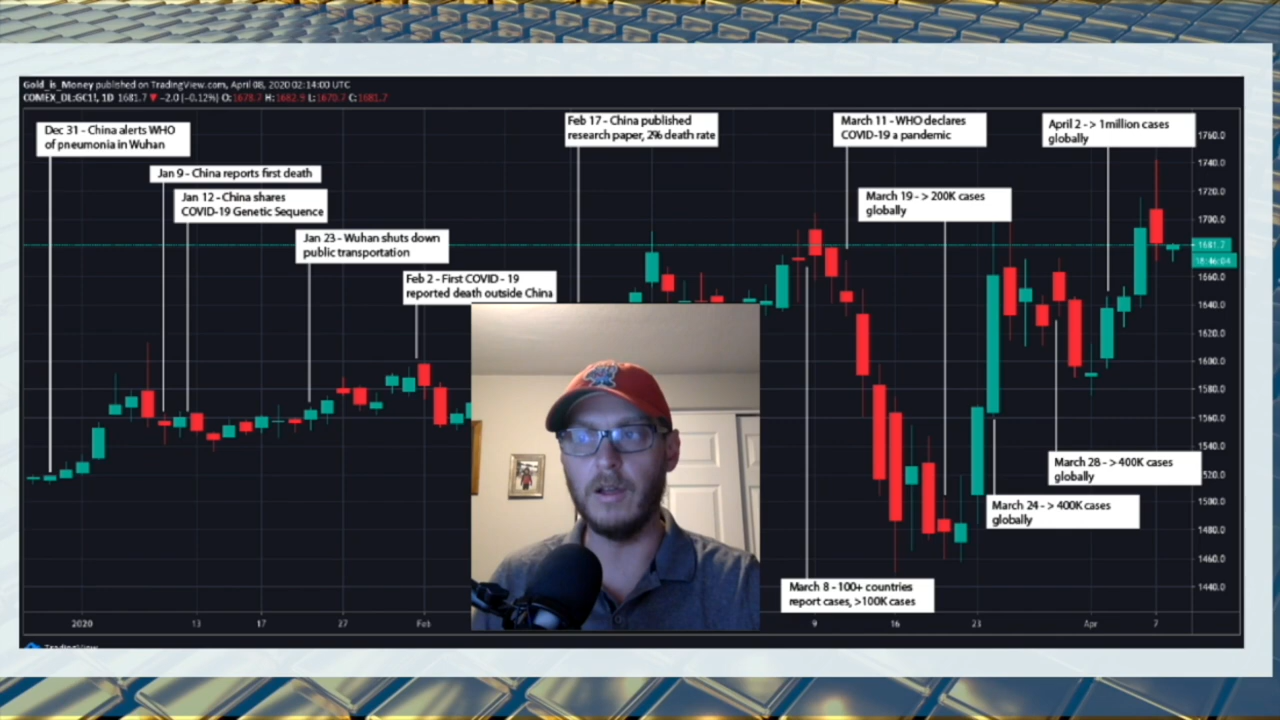 Gold_is_Money published on TradingView.com, April 08, 2020 02:14:00 UTC
COMEX_DL:GC1!, 1D 1681.7 ▼ −2.0 (−0.12%) O:1678.7 H:1682.9 L:1670.7 C:1681.7
Dec 31 - China alerts WHO
of pneumonia in Wuhan
Jan 9 - China reports first death
Jan 12 - China shares
COVID-19 Genetic Sequence
Jan 23 - Wuhan shuts down
public transportation
Feb 2 - First COVID - 19
reported death outside China
Feb 17 - China published
research paper, 2% death rate
March 11 - WHO declares
COVID-19 a pandemic
March 19 - > 200K cases
globally
April 2 - > 1million cases
globally
March 28 - > 400K cases
globally
March 24 - > 400K cases
globally
March 8 - 100+ countries
report cases, >100K cases
1760.0
1740.0
1720.0
1700.0
1681.7
18:46:04
1660.0
1640.0
1620.0
1600.0
1580.0
1560.0
1540.0
1520.0
1500.0
1480.0
1460.0
1440.0
2020 13 17 27 Feb 9 16 23 Apr 7
TradingView